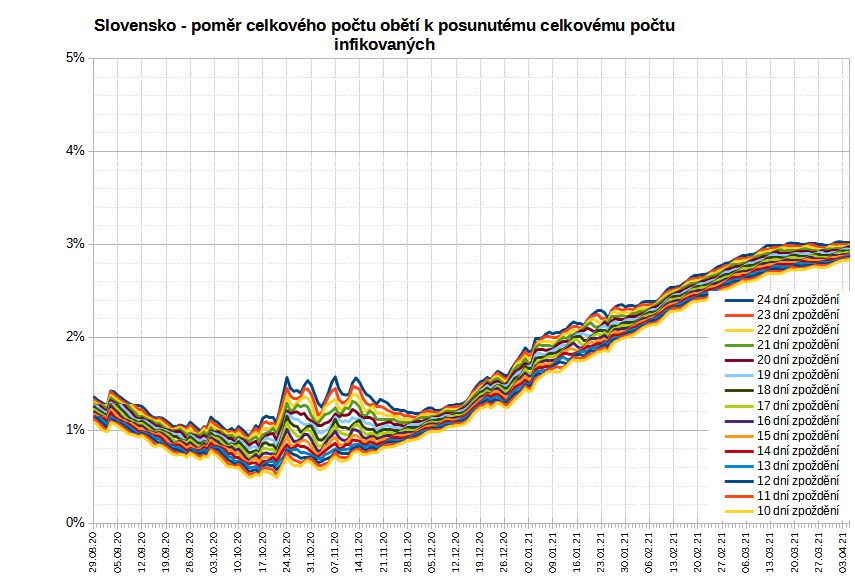 Slovensko - poměr celkového počtu obětí k posunutému celkovému počtu
infikovaných
5%
4%
3%
2%
1%
0%
24 dní zpoždění
23 dní zpoždění
22 dní zpoždění
21 dní zpoždění
20 dní zpoždění
19 dní zpoždění
18 dní zpoždění
17 dní zpoždění
16 dní zpoždění
15 dní zpoždění
14 dní zpoždění
13 dní zpoždění
12 dní zpoždění
11 dní zpoždění
10 dní zpoždění
29.08.20
05.09.20
12.09.20
19.09.20
26.09.20
03.10.20
10.10.20
17.10.20
24.10.20
31.10.20
07.11.20
14.11.20
21.11.20
28.11.20
05.12.20
12.12.20
19.12.20
26.12.20
02.01.21
09.01.21
16.01.21
23.01.21
30.01.21
06.02.21
13.02.21
20.02.21
27.02.21
06.03.21
13.03.21
20.03.21
27.03.21
03.04.21